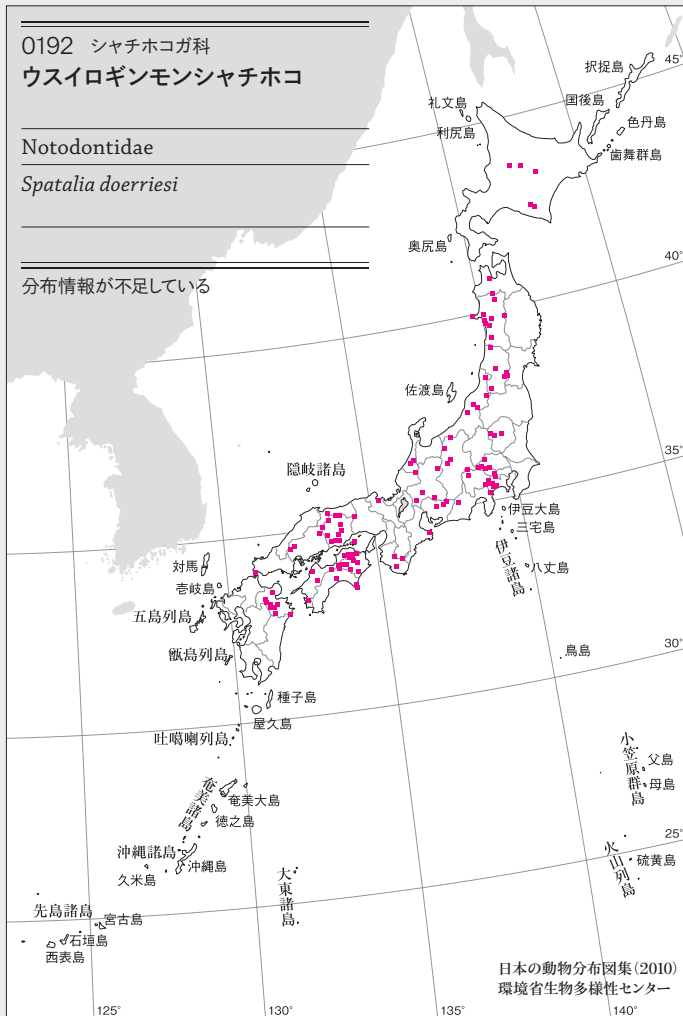 0192 シャチホコガ科
ウスイロギンモンシャチホコ
Notodontidae
Spatalia doerriesi
分布情報が不足している
択捉島
45°
国後島
礼文島
色丹島
利尻島
歯舞群島
奥尻島
40°
佐渡島
35°
隠岐諸島
伊豆大島
三宅島
伊豆諸島
八丈島
対馬
壱岐島
五島列島
甑島列島
鳥島
30°
種子島
屋久島
吐噶喇列島
小笠原群島
父島
母島
奄美諸島
奄美大島
徳之島
25°
沖縄諸島
沖縄島
久米島
大東諸島
火山列島
硫黄島
先島諸島
宮古島
石垣島
西表島
日本の動物分布図集(2010)
環境省生物多様性センター
125°
130°
135°
140°